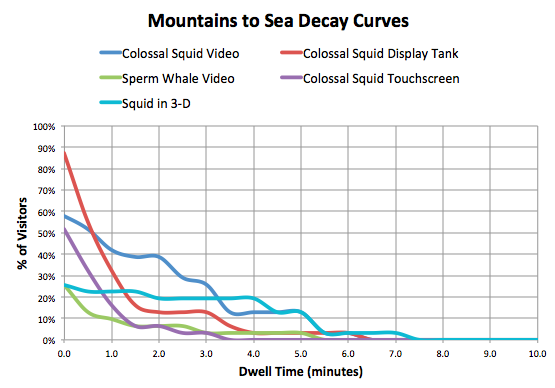 Mountains to Sea Decay Curves
Colossal Squid Video
Colossal Squid Display Tank
Sperm Whale Video
Colossal Squid Touchscreen
Squid in 3-D
100%
90%
80%
70%
60%
50%
40%
30%
20%
10%
0%
% of Visitors
0.0 1.0 2.0 3.0 4.0 5.0 6.0 7.0 8.0 9.0 10.0
Dwell Time (minutes)